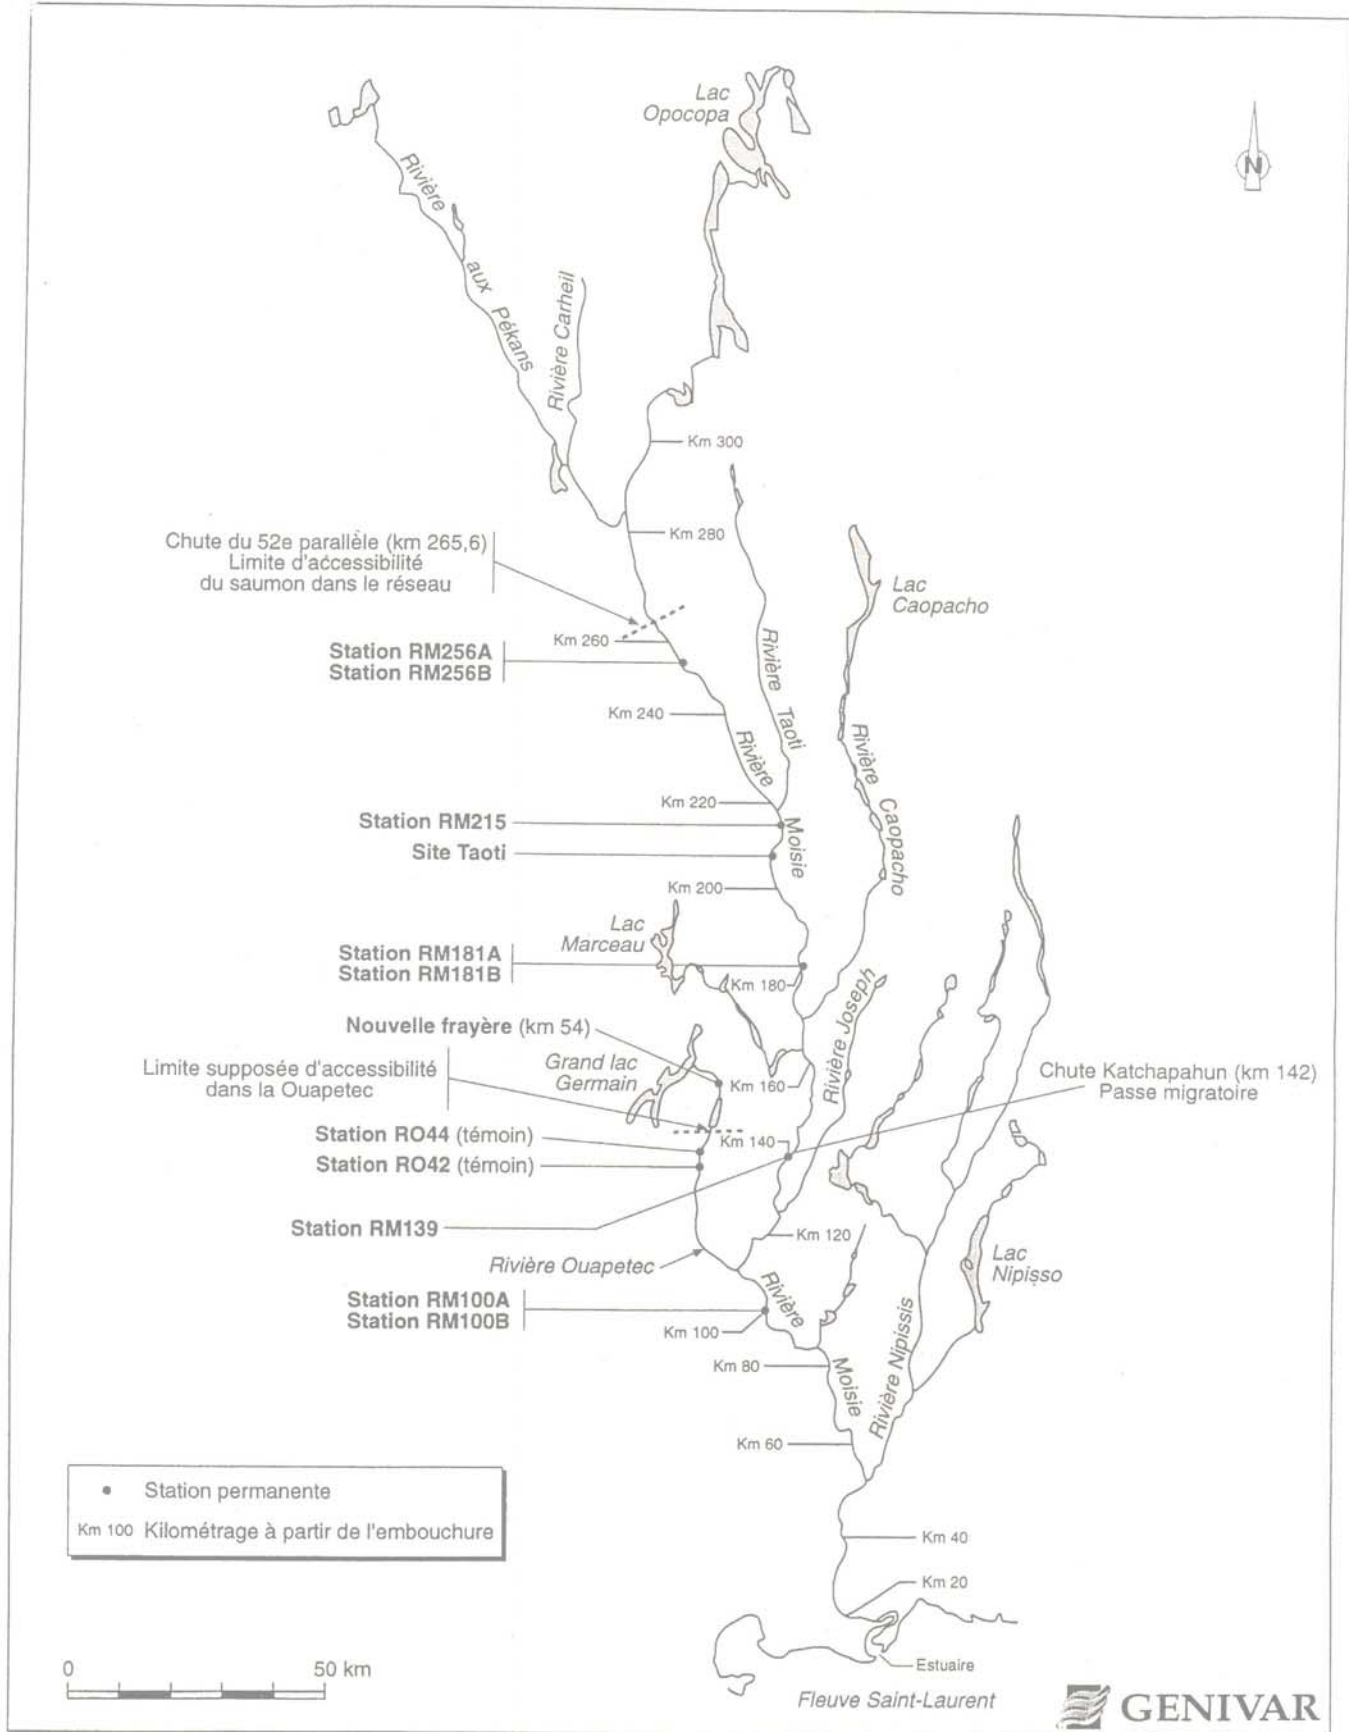 Lac
Opocopa
N
Rivière
aux
Pékans
Rivière Carheil
Km 300
Km 280
Chute du 52e parallèle (km 265,6)
Limite d'accessibilité
du saumon dans le réseau
Lac
Caopacho
Km 260
Station RM256A
Station RM256B
Rivière Taoti
Km 240
Rivière
Moisie
Rivière Caopacho
Km 220
Station RM215
Site Taoti
Km 200
Lac
Marceau
Station RM181A
Station RM181B
Km 180
Rivière Joseph
Nouvelle frayère (km 54)
Grand lac
Germain
Limite supposée d'accessibilité
dans la Ouapetec
Km 160
Chute Katchapahun (km 142)
Passe migratoire
Station RO44 (témoin)
Km 140
Station RO42 (témoin)
Station RM139
Km 120
Rivière Ouapetec
Lac
Nipisso
Rivière
Moisie
Station RM100A
Station RM100B
Km 100
Rivière Nipissis
Km 80
Km 60
Station permanente
Km 100 Kilométrage à partir de l'embouchure
Km 40
Km 20
Estuaire
0 50 km
Fleuve Saint-Laurent
GENIVAR